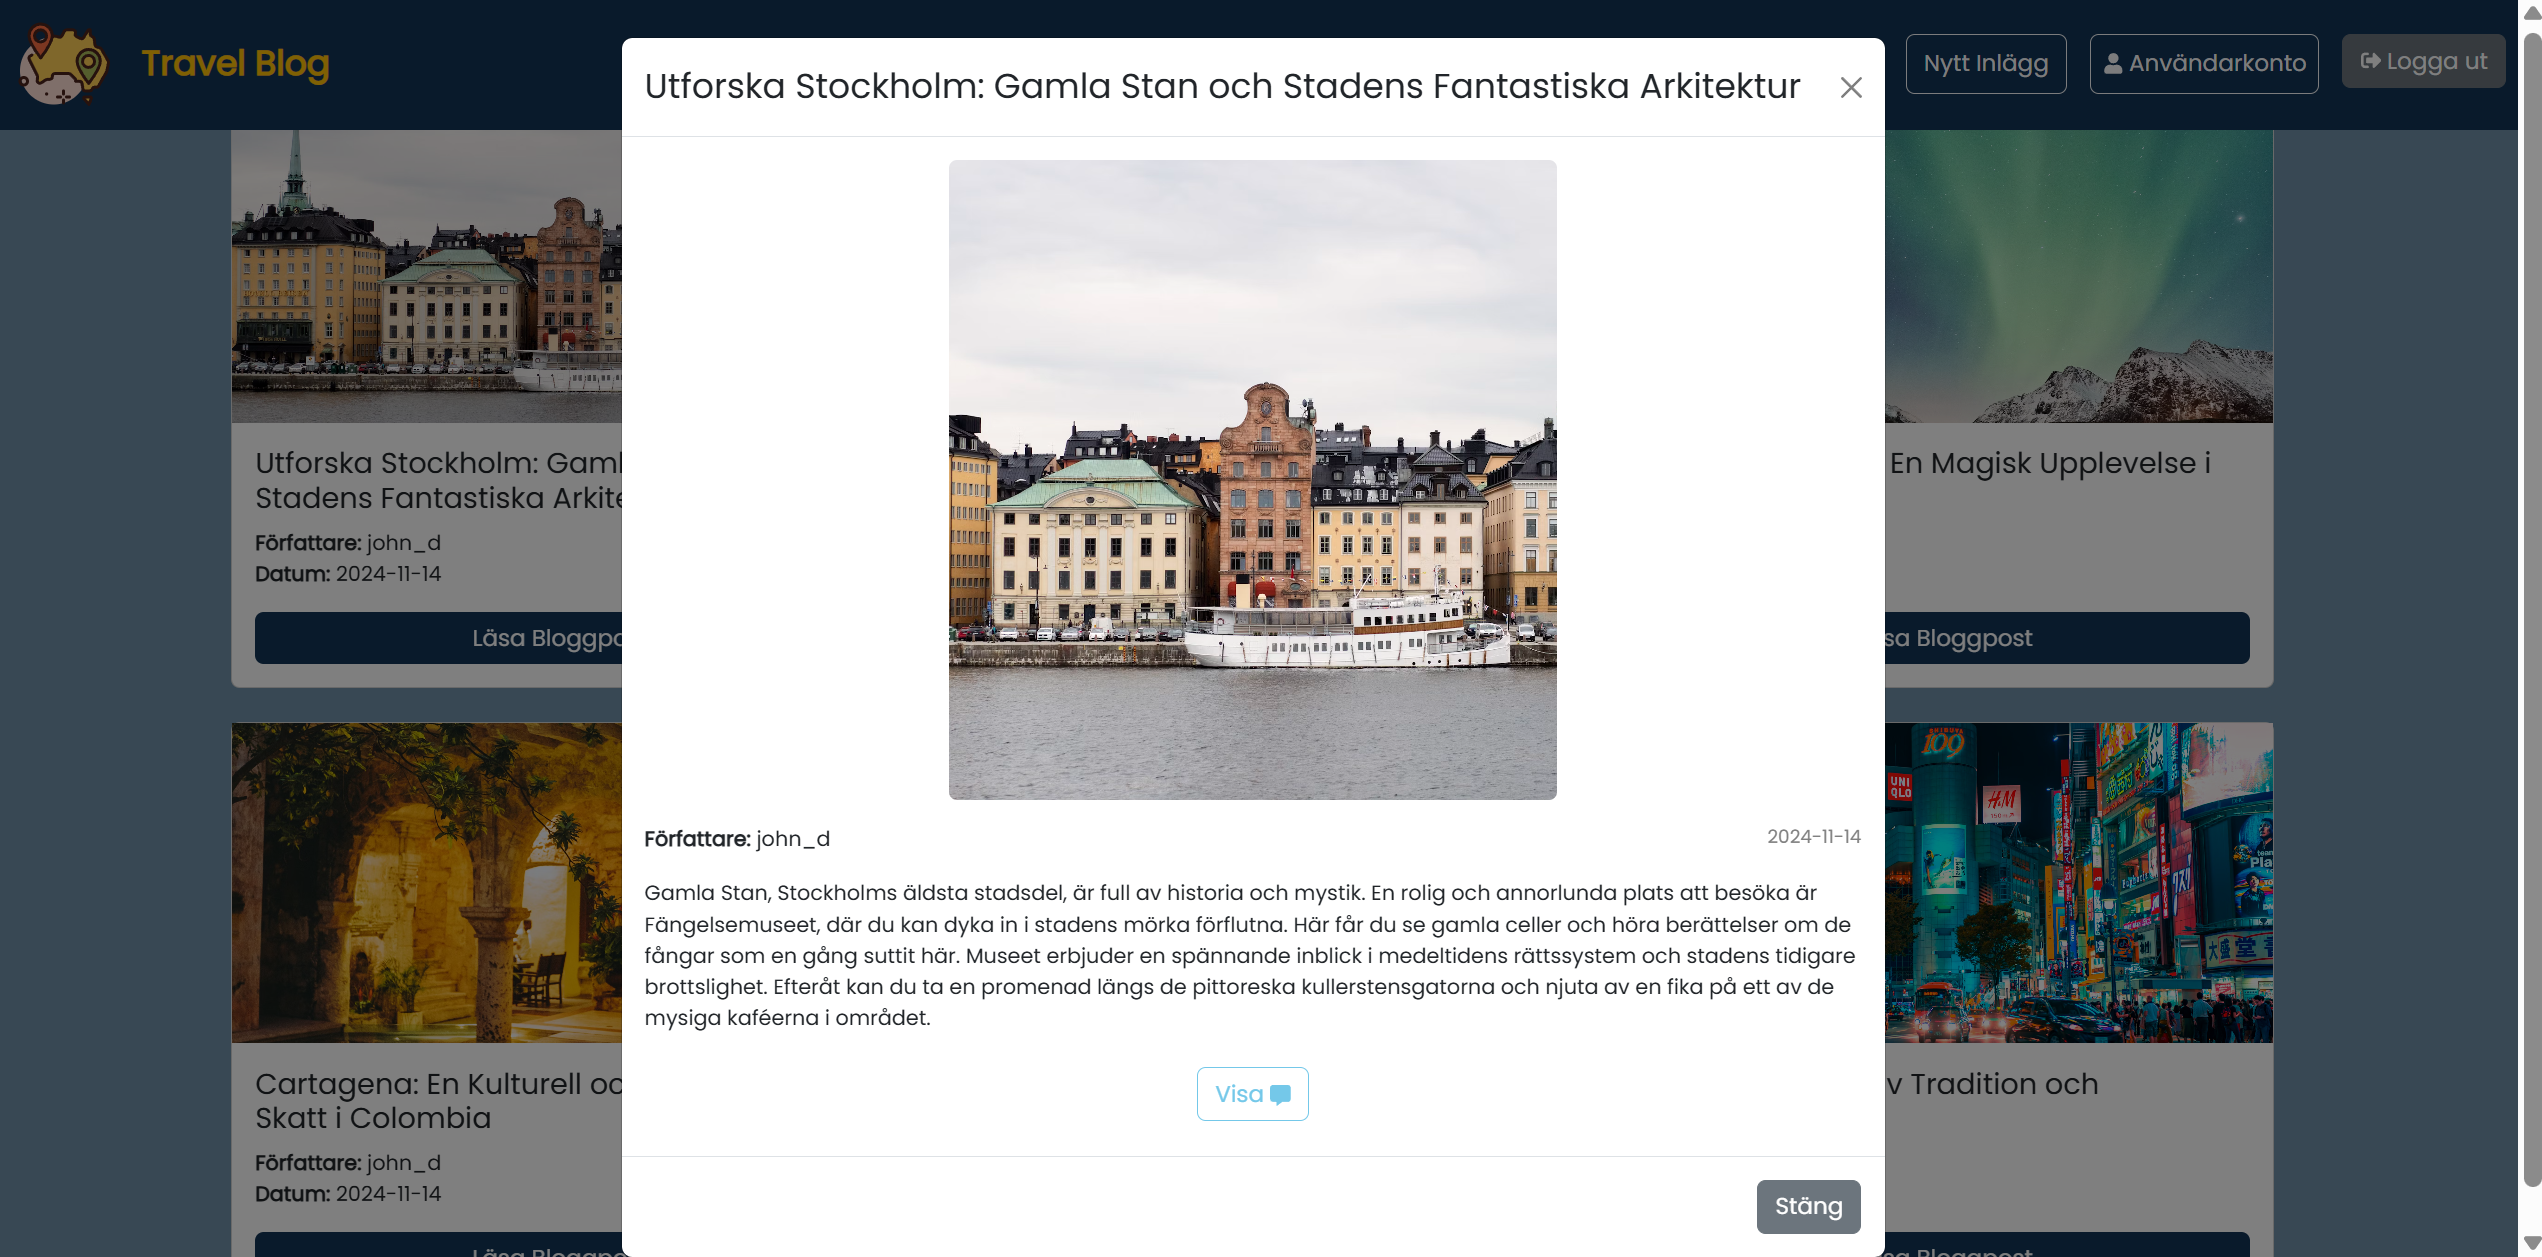 Travel Blog
Nytt Inlägg
Användarkonto
Logga ut
Utforska Stockholm: Gamla Stan och Stadens Fantastiska Arkitektur
Författare: john_d
2024-11-14
Gamla Stan, Stockholms äldsta stadsdel, är full av historia och mystik. En rolig och annorlunda plats att besöka är
Fängelsemuseet, där du kan dyka in i stadens mörka förflutna. Här får du se gamla celler och höra berättelser om de
fångar som en gång suttit här. Museet erbjuder en spännande inblick i medeltidens rättssystem och stadens tidigare
brottslighet. Efteråt kan du ta en promenad längs de pittoreska kullerstensgatorna och njuta av en fika på ett av de
mysiga kaféerna i området.
Visa
Stäng
Utforska Stockholm: Gaml
Stadens Fantastiska Arkite
Författare: john_d
Datum: 2024-11-14
Läsa Bloggpo
En Magisk Upplevelse i
sa Bloggpost
Cartagena: En Kulturell oc
Skatt i Colombia
Författare: john_d
Datum: 2024-11-14
SHIBUYA
109
UNI
QLO
H&M
v Tradition och